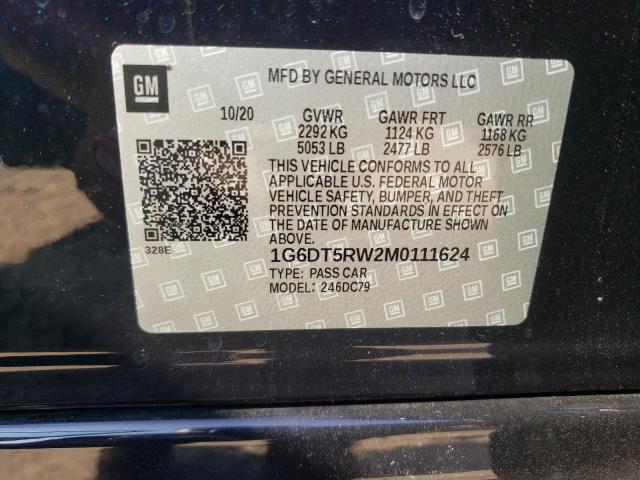 GM
MFD BY GENERAL MOTORS LLC
10/20 GVWR GAWR FRT GAWR RR
2292 KG 1124 KG 1168 KG
5053 LB 2477 LB 2576 LB
THIS VEHICLE CONFORMS TO ALL
APPLICABLE U.S. FEDERAL MOTOR
VEHICLE SAFETY, BUMPER, AND THEFT
PREVENTION STANDARDS IN EFFECT ON
THE DATE OF MANUFACTURE SHOWN
ABOVE.
328E
1G6DT5RW2M0111624
TYPE: PASS CAR
MODEL: 246DC79